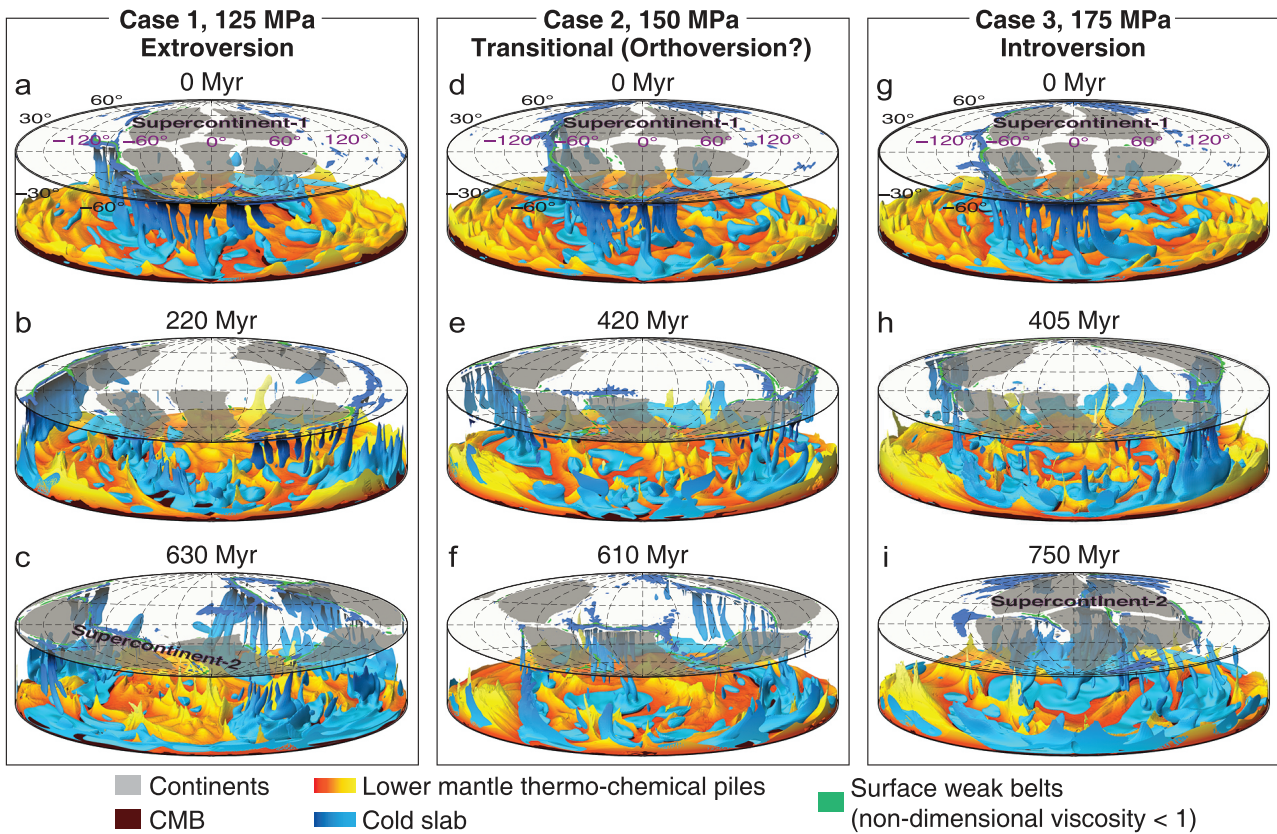 Case 1, 125 MPa
Extroversion
Case 2, 150 MPa
Transitional (Orthoversion?)
Case 3, 175 MPa
Introversion
a
0 Myr
60°
30°
Supercontinent-1
−120° −60° 0° 60° 120°
−30°
−60°
d
0 Myr
60°
30°
Supercontinent-1
−120° −60° 0° 60° 120°
−30°
−60°
g
0 Myr
60°
30°
Supercontinent-1
−120° −60° 0° 60° 120°
−30°
−60°
b
220 Myr
e
420 Myr
h
405 Myr
c
630 Myr
Supercontinent-2
f
610 Myr
i
750 Myr
Supercontinent-2
Continents
CMB
Lower mantle thermo-chemical piles
Cold slab
Surface weak belts
(non-dimensional viscosity < 1)